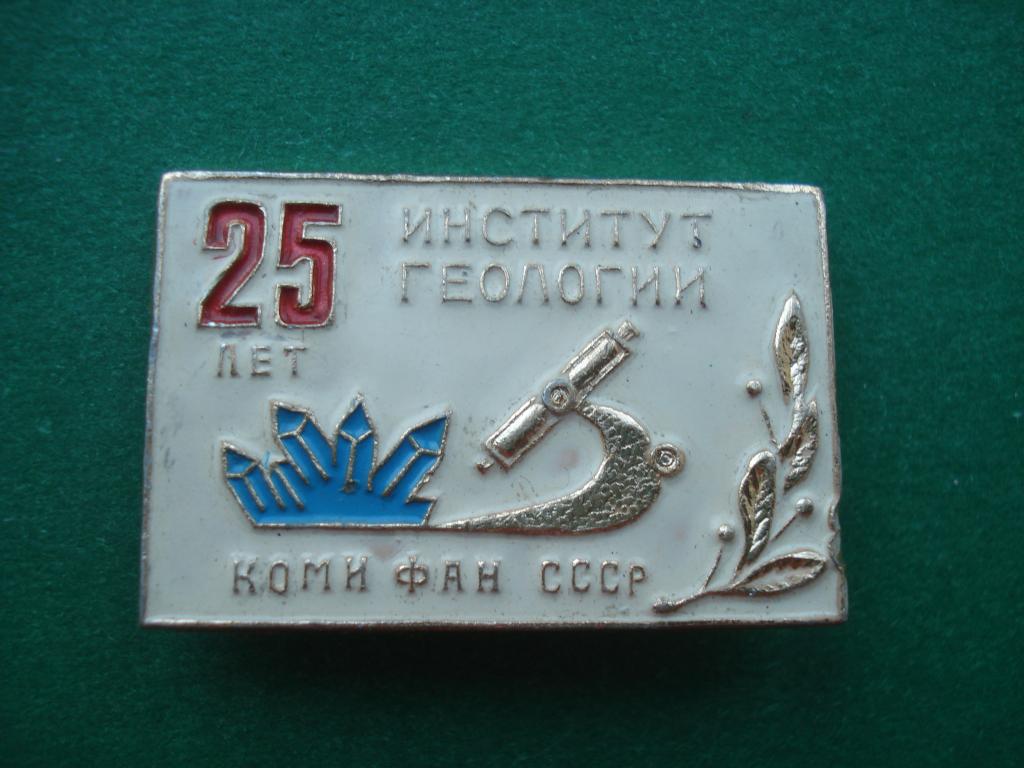 25
ЛЕТ
ИНСТИТУТ
ГЕОЛОГИИ
КОМИ ФАН СССР